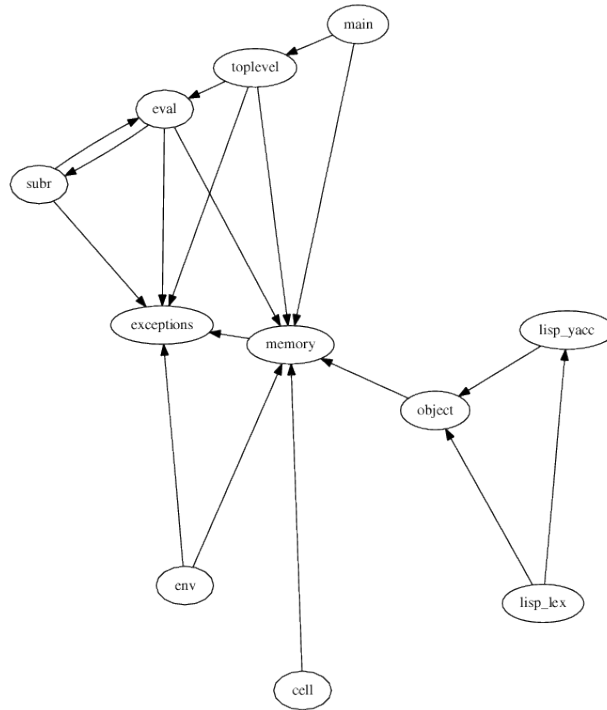 main
toplevel
eval
subr
exceptions
memory
lisp_yacc
object
env
lisp_lex
cell